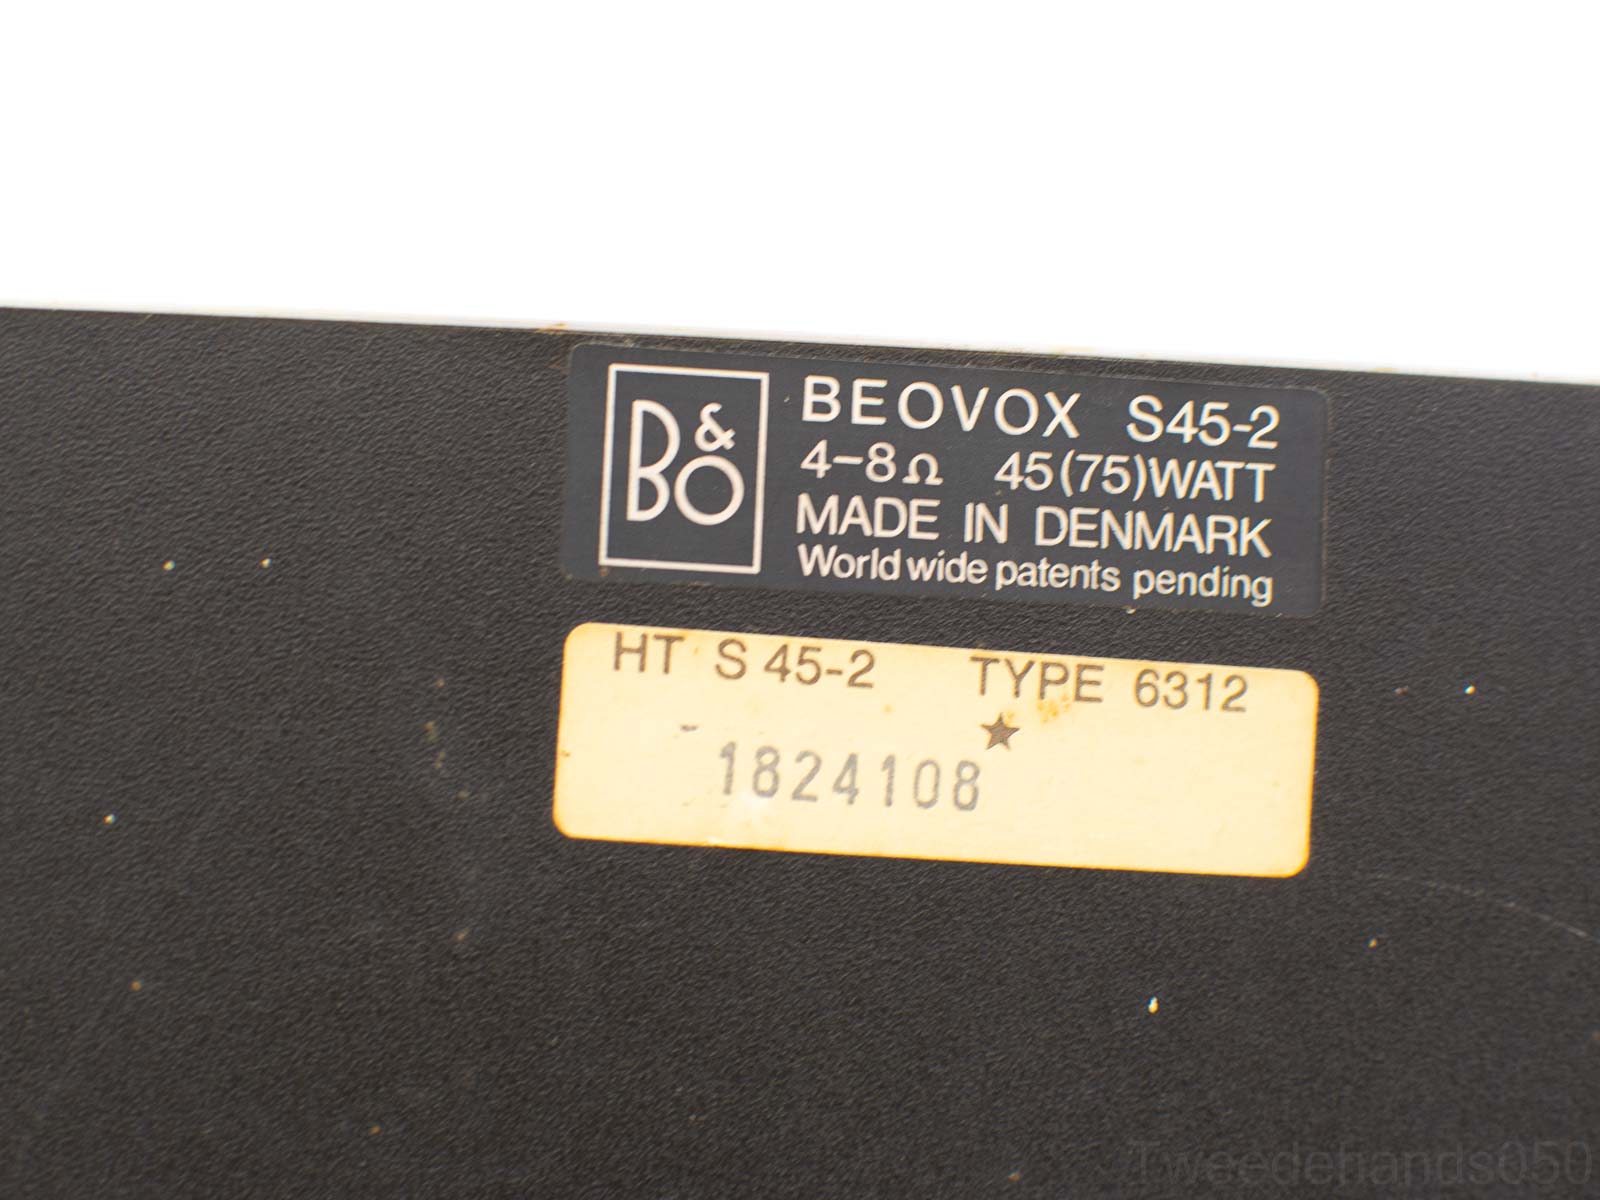 B&O
BEOVOX S45-2
4-8Ω 45(75)WATT
MADE IN DENMARK
World wide patents pending
HT S 45-2 TYPE 6312
★
1824108
Tweedehands050